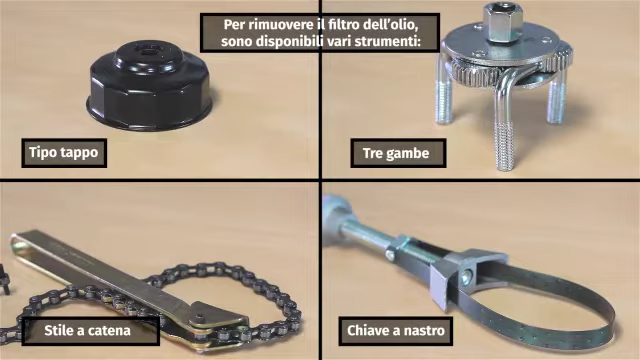 Per rimuovere il filtro dell'olio,
sono disponibili vari strumenti:
Tipo tappo
Tre gambe
Stile a catena
Chiave a nastro